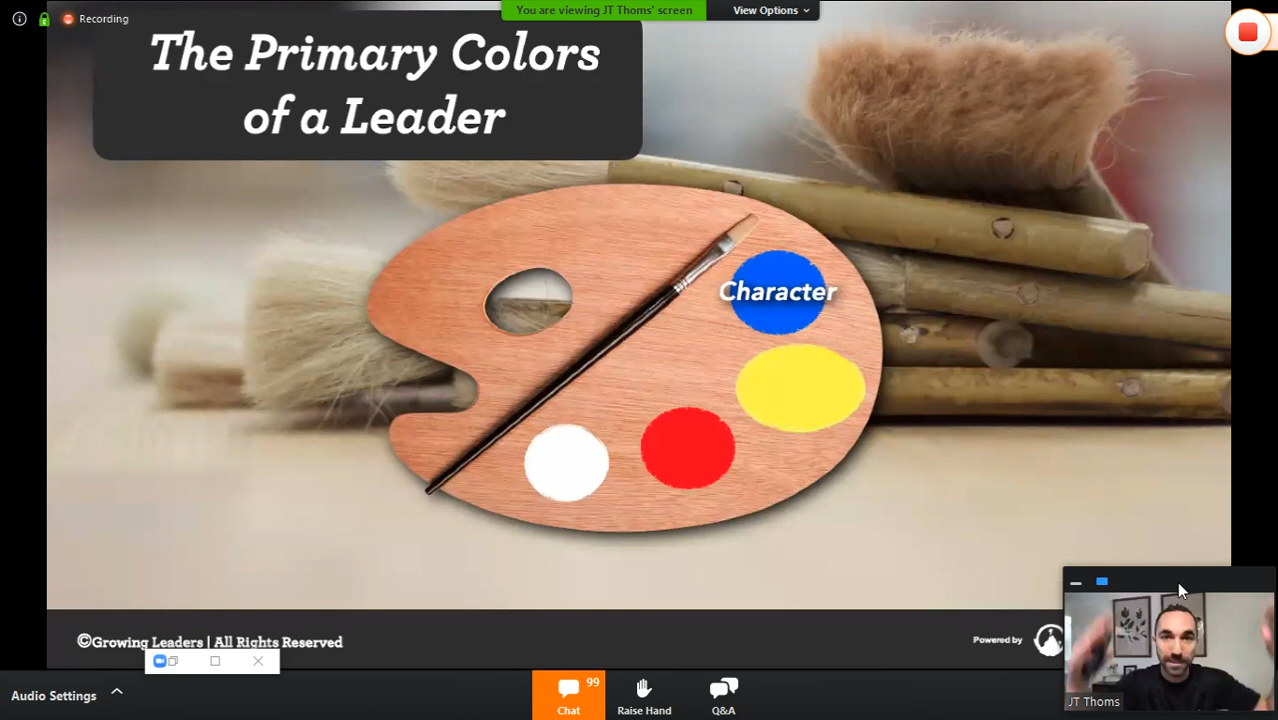 Recording
You are viewing JT Thoms' screen
View Options
The Primary Colors
of a Leader
Character
©Growing Leaders | All Rights Reserved
Powered by
JT Thoms
Audio Settings
99
Chat
Raise Hand
Q&A